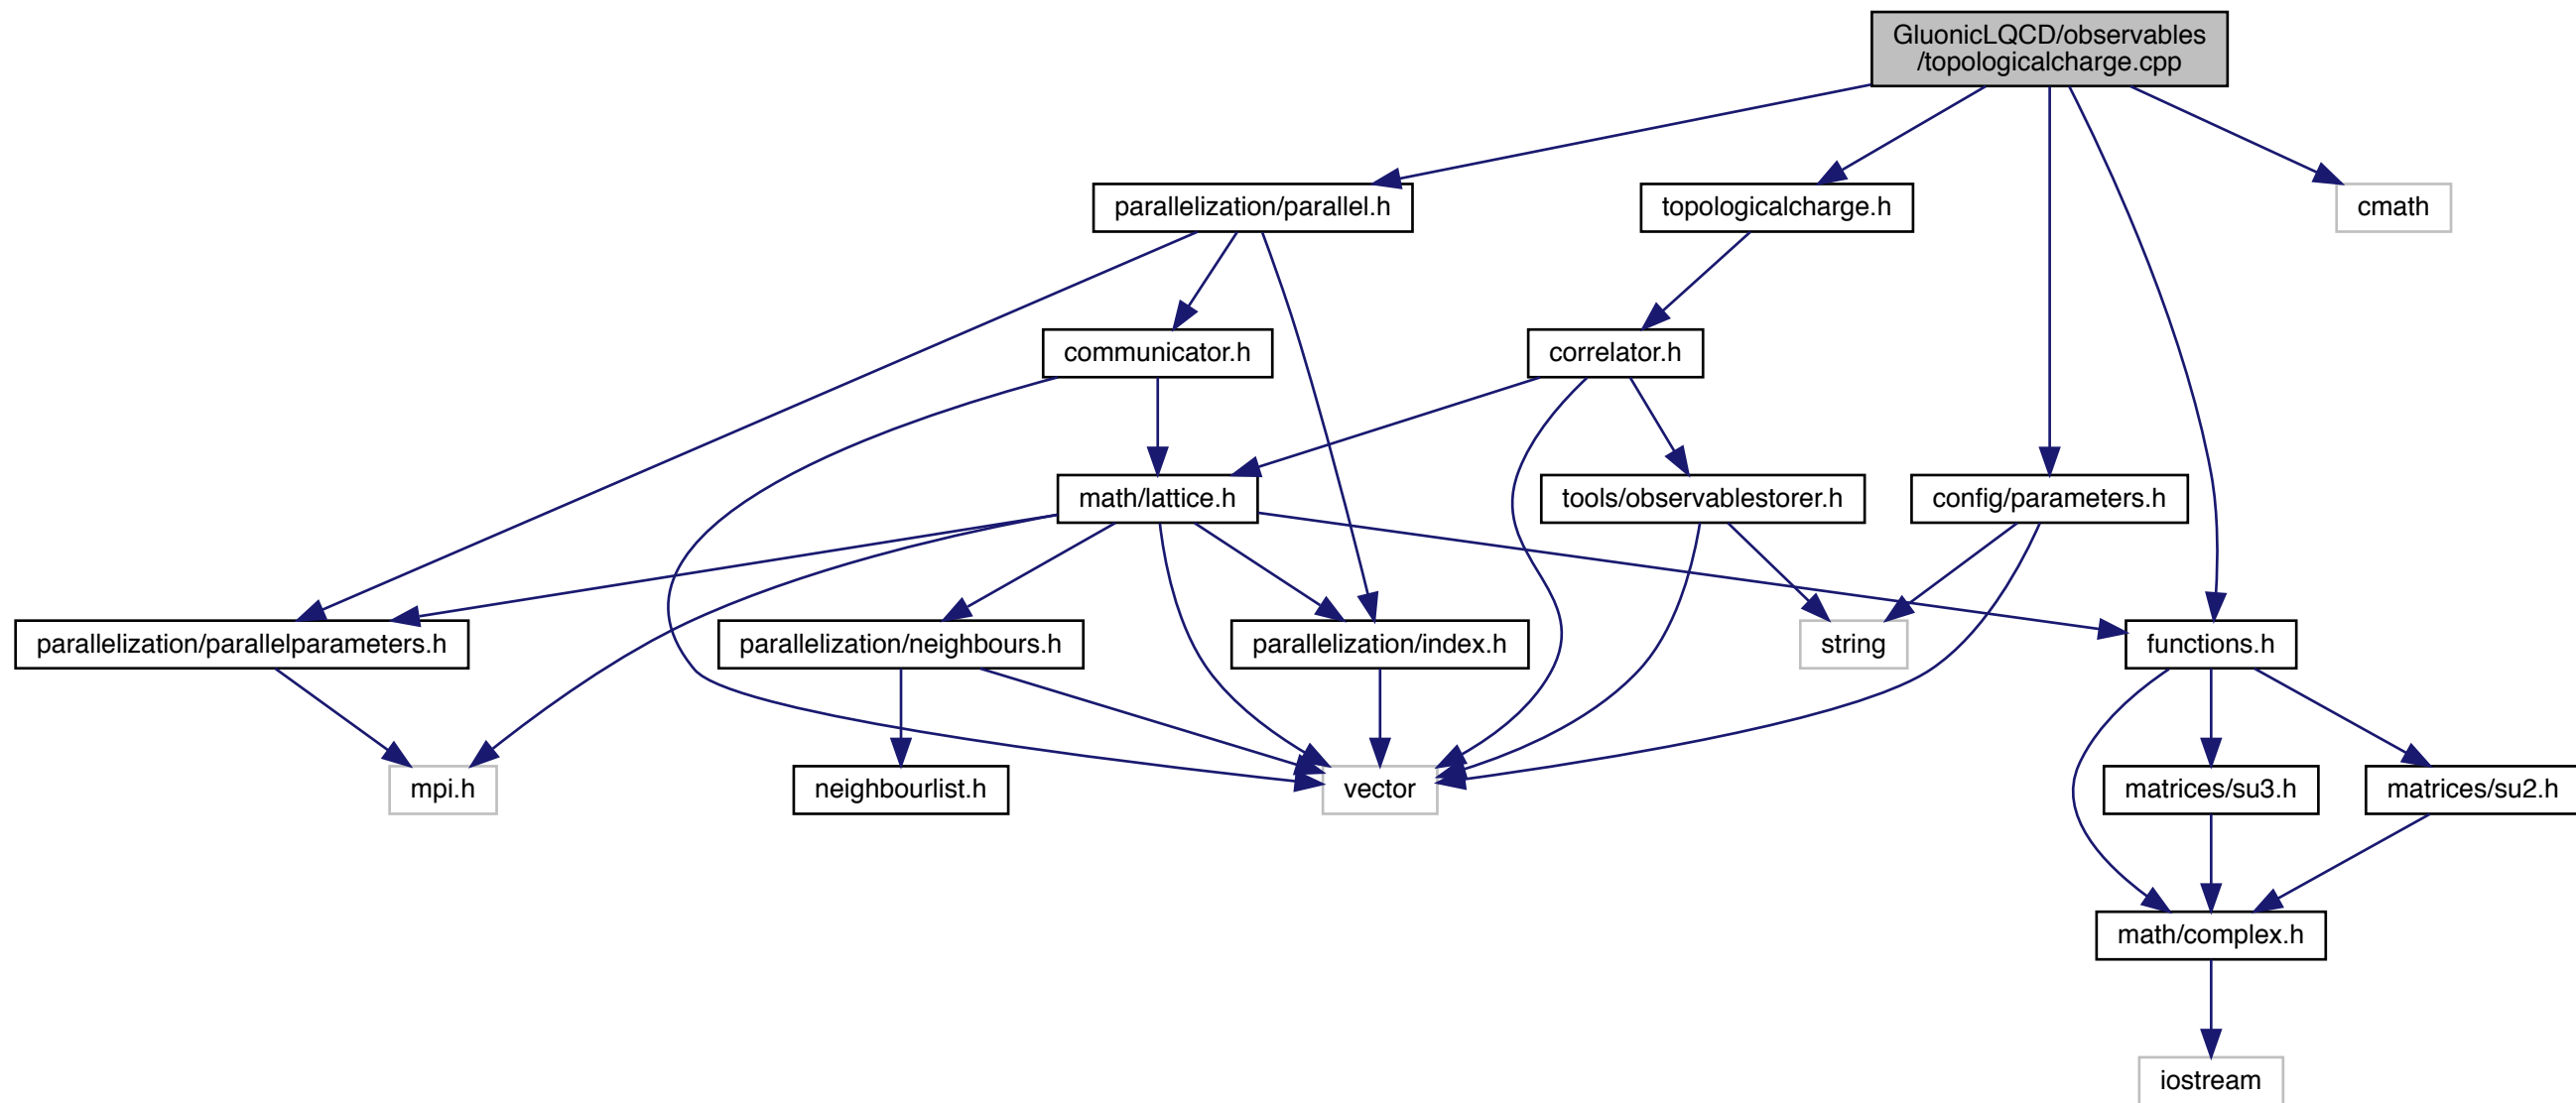 GluonicLQCD/observables
/topologicalcharge.cpp
parallelization/parallel.h
topologicalcharge.h
cmath
communicator.h
correlator.h
math/lattice.h
tools/observablestorer.h
config/parameters.h
parallelization/parallelparameters.h
parallelization/neighbours.h
parallelization/index.h
string
functions.h
mpi.h
neighbourlist.h
vector
matrices/su3.h
matrices/su2.h
math/complex.h
iostream